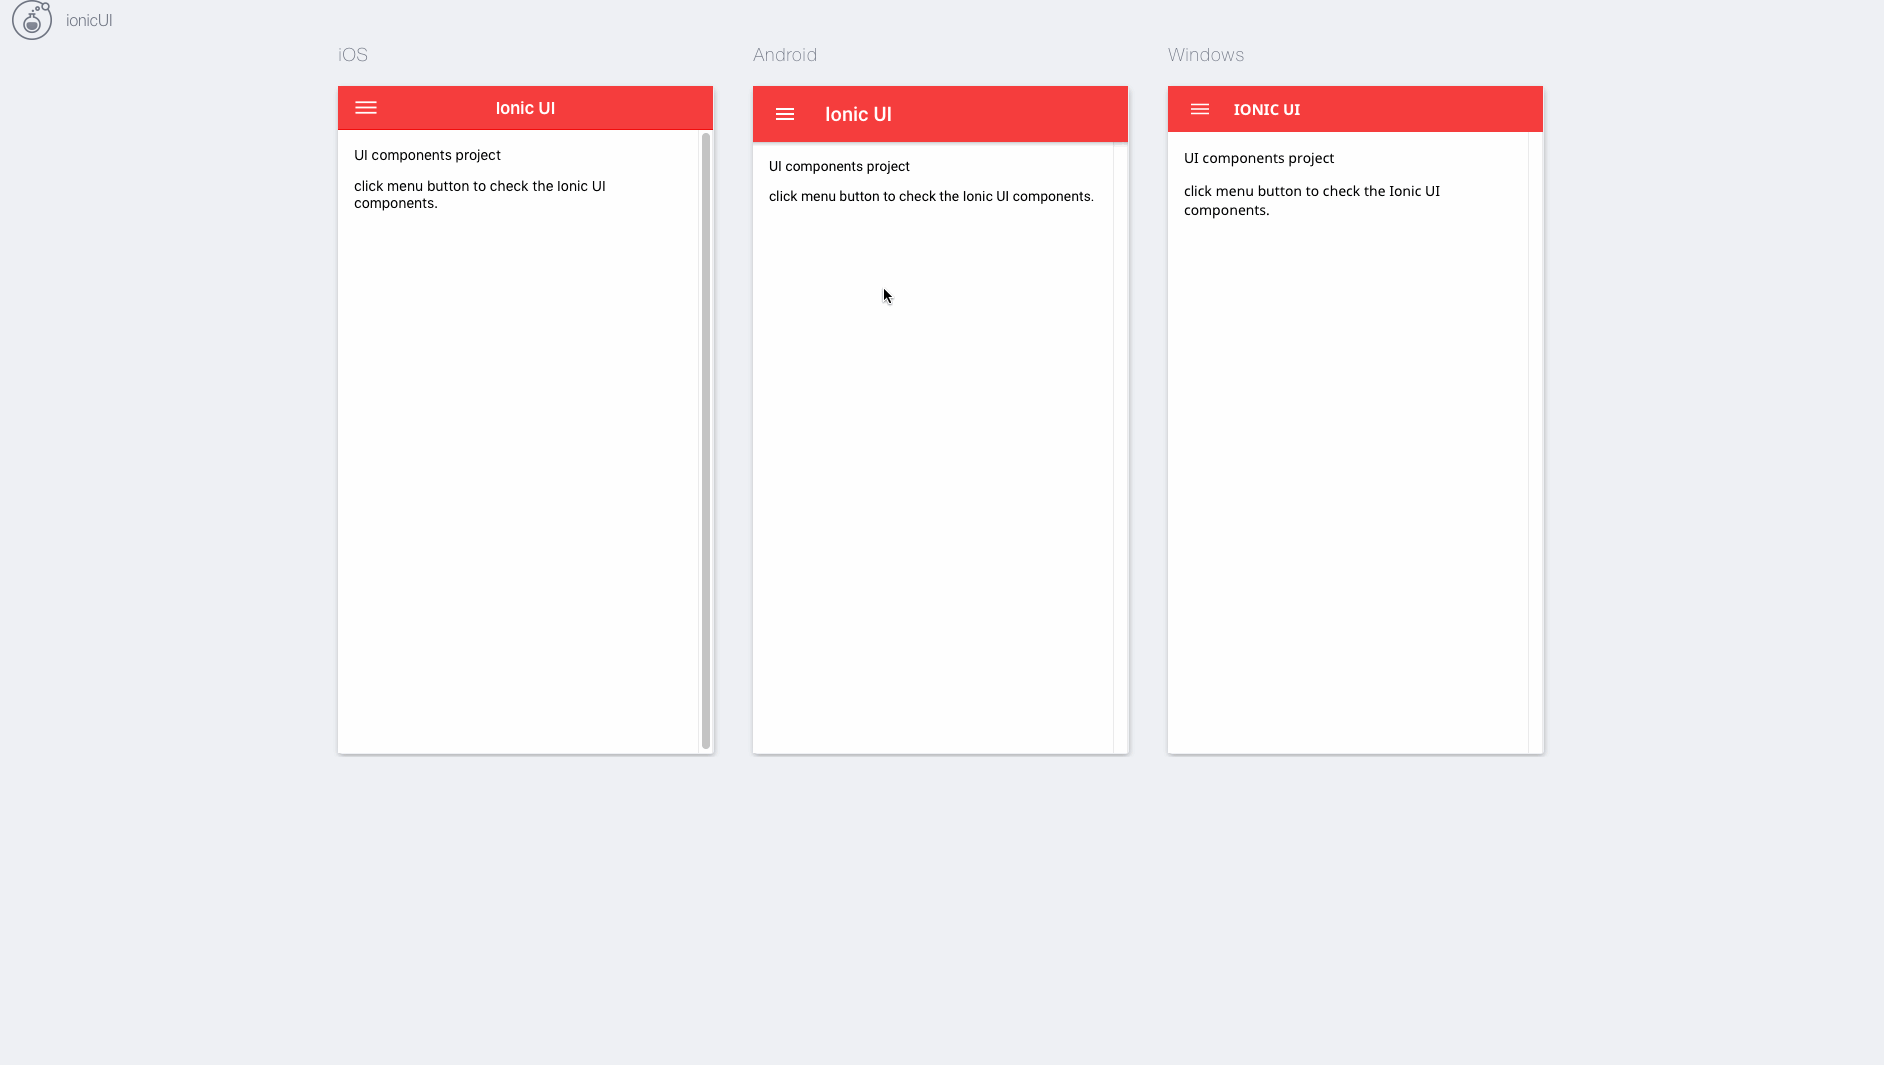 ionicUI
iOS
Ionic UI
UI components project
click menu button to check the Ionic UI
components.
Android
Ionic UI
UI components project
click menu button to check the Ionic UI components.
Windows
IONIC UI
UI components project
click menu button to check the Ionic UI
components.